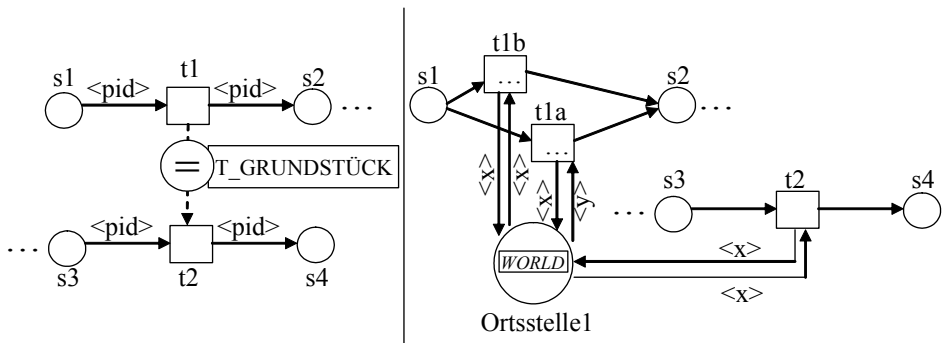 s1 <pid> t1 <pid> s2 ...
= T_GRUNDSTÜCK
... s3 <pid> t2 <pid> s4
t1b
s1 ... s2 ...
t1a
...
<x> <x> <x> <y>
... s3 t2 s4
WORLD <x>
<x>
Ortsstelle1